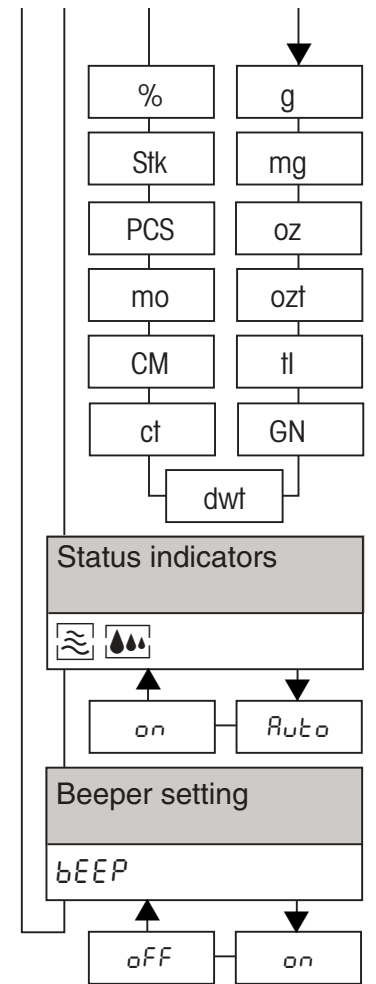 % g
Stk mg
PCS oz
mo ozt
CM tl
ct GN
dwt
Status indicators
on Auto
Beeper setting
bEEP
oFF on